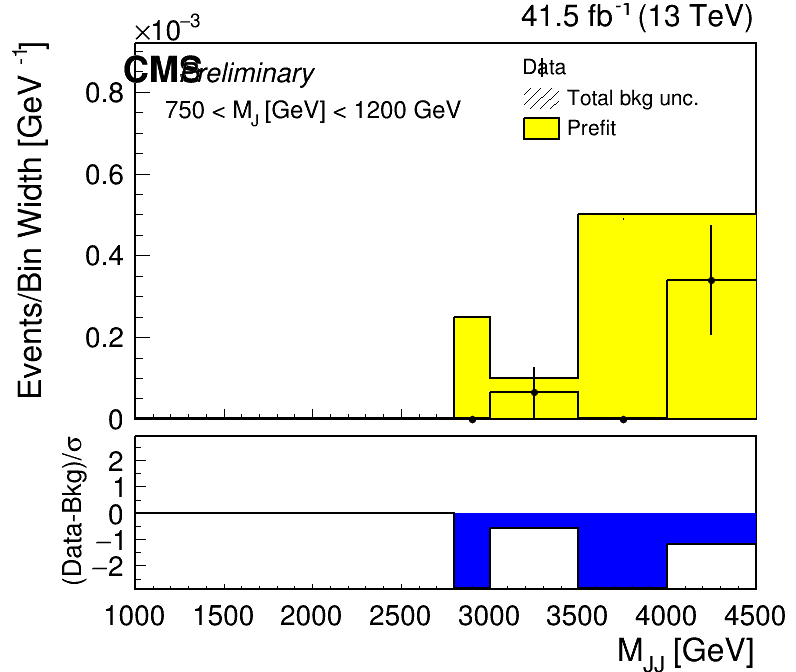 ×10⁻³
41.5 fb⁻¹ (13 TeV)
CMS Preliminary
750 < M_J [GeV] < 1200 GeV
Data
Total bkg unc.
Prefit
Events/Bin Width [GeV⁻¹]
0.8
0.6
0.4
0.2
0
(Data-Bkg)/σ
2
1
0
−1
−2
1000 1500 2000 2500 3000 3500 4000 4500
M_JJ [GeV]